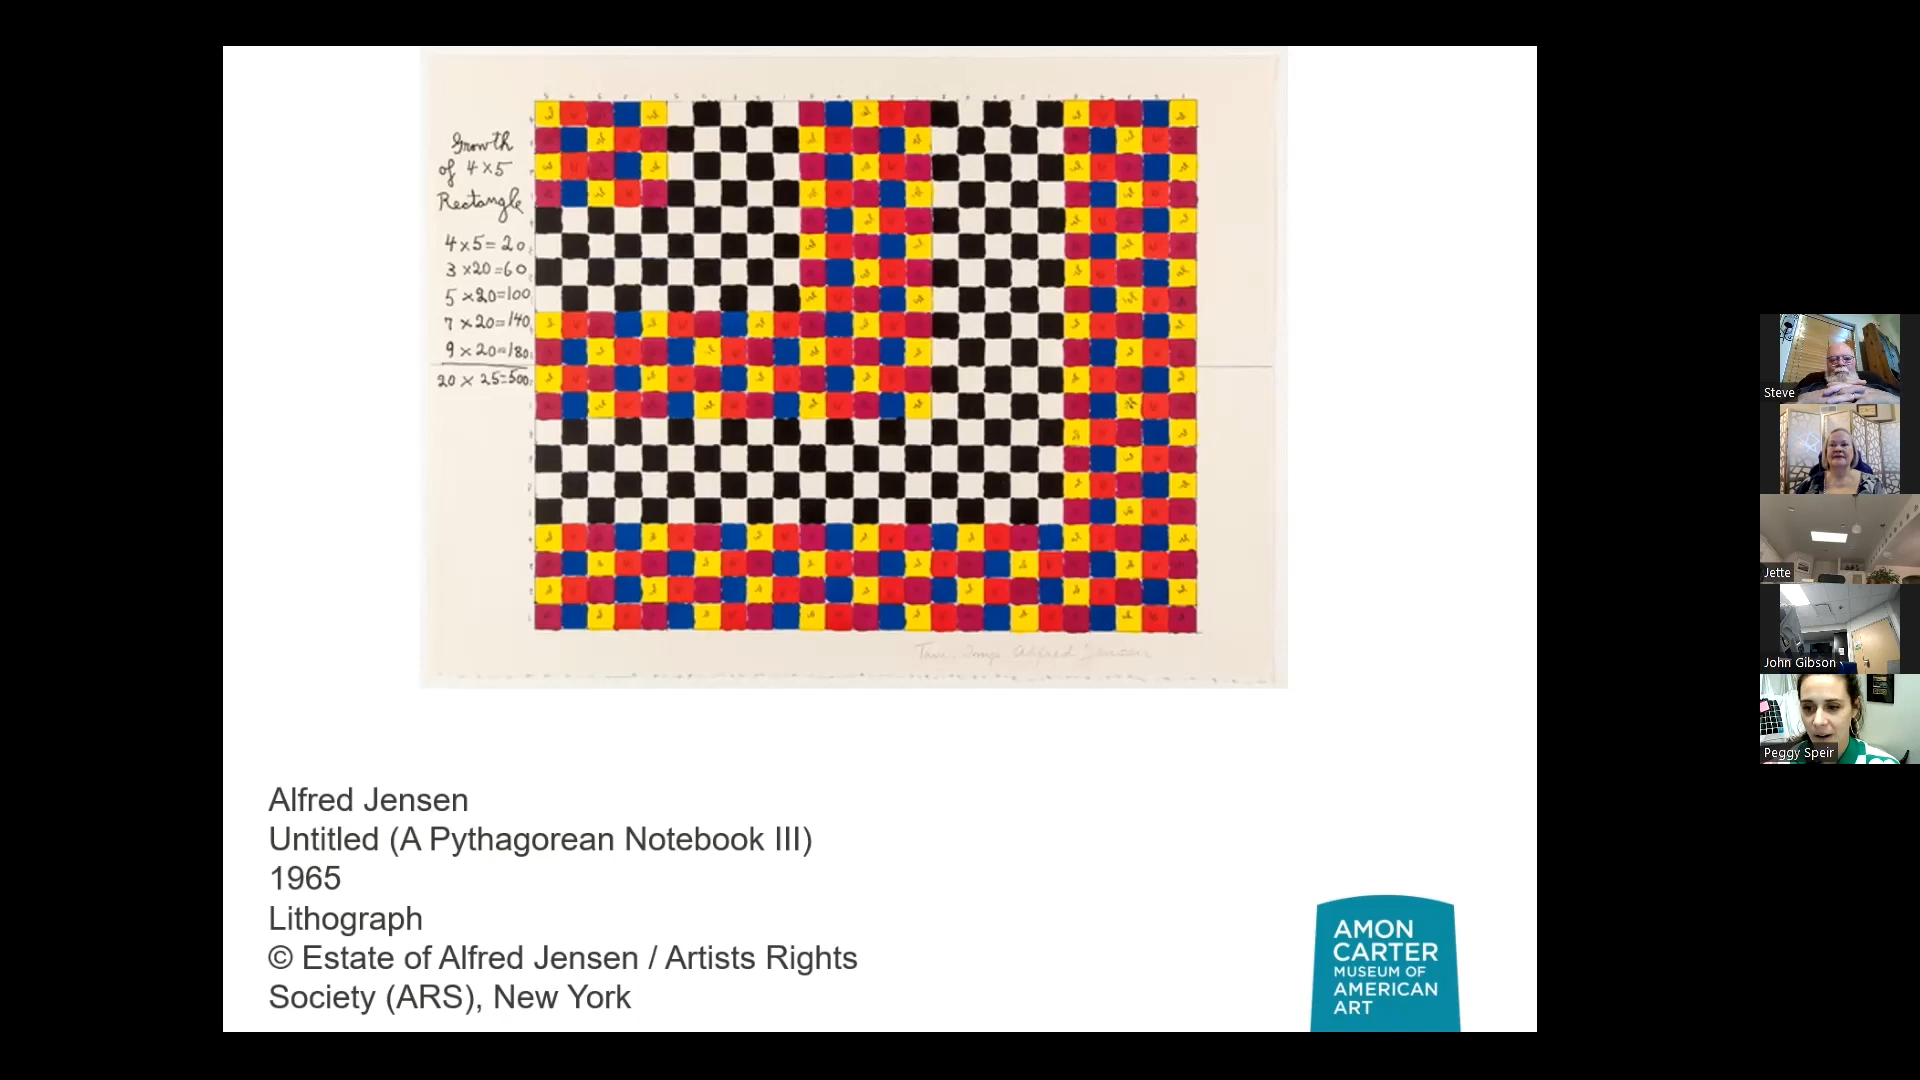 Growth
of 4 x 5
Rectangle
4 x 5 = 20
3 x 20 = 60
5 x 20 = 100
7 x 20 = 140
9 x 20 = 180
20 x 25 = 500
Alfred Jensen
Alfred Jensen
Untitled (A Pythagorean Notebook III)
1965
Lithograph
© Estate of Alfred Jensen / Artists Rights
Society (ARS), New York
AMON
CARTER
MUSEUM OF
AMERICAN
ART
Steve
Jette
John Gibson
Peggy Speir